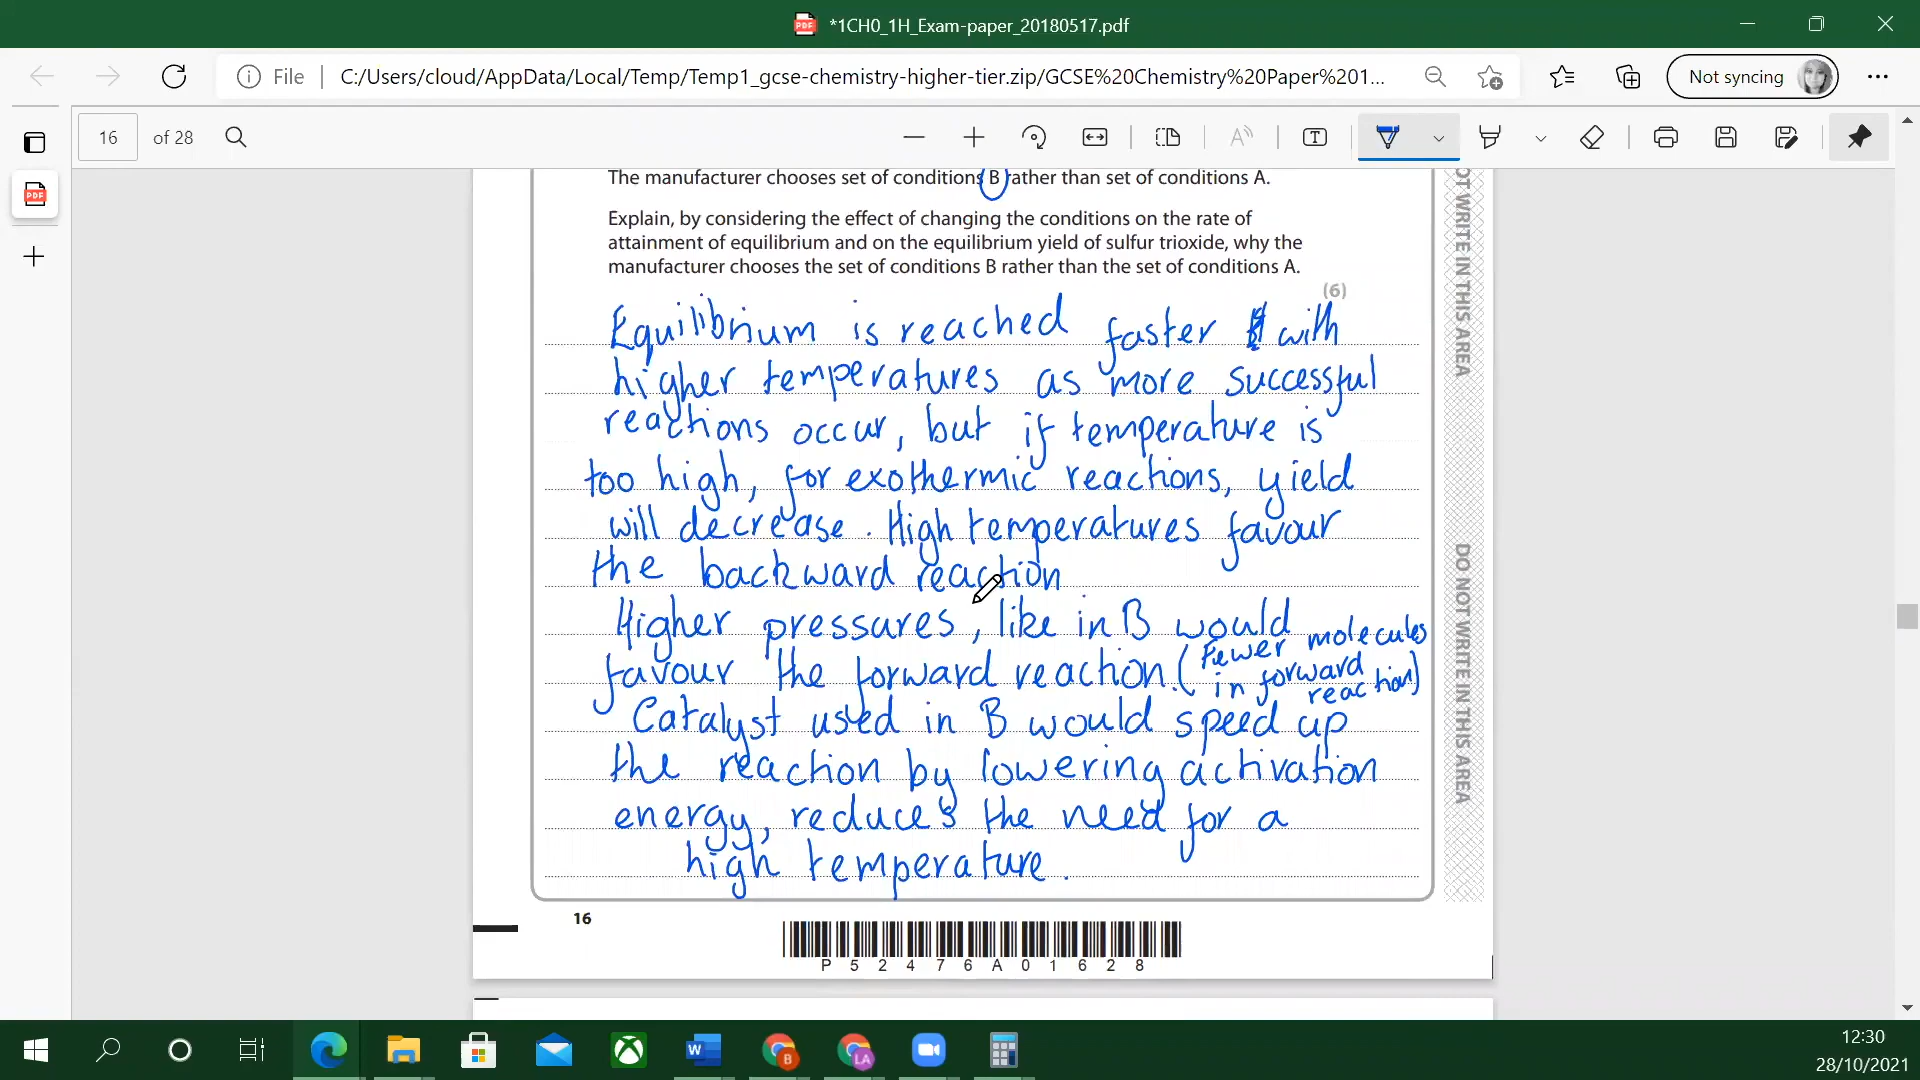 *1CH0_1H_Exam-paper_20180517.pdf
File
C:/Users/cloud/AppData/Local/Temp/Temp1_gcse-chemistry-higher-tier.zip/GCSE%20Chemistry%20Paper%201...
Not syncing
16 of 28
The manufacturer chooses set of conditions B rather than set of conditions A.
Explain, by considering the effect of changing the conditions on the rate of
attainment of equilibrium and on the equilibrium yield of sulfur trioxide, why the
manufacturer chooses the set of conditions B rather than the set of conditions A.
(6)
Equilibrium is reached faster with
higher temperatures as more successful
reactions occur, but if temperature is
too high, for exothermic reactions, yield
will decrease. High temperatures favour
the backward reaction
Higher pressures, like in B would
favour the forward reaction. (Fewer molecules
in forward
reaction)
Catalyst used in B would speed up
the reaction by lowering activation
energy, reduces the need for a
high temperature.
16
P 5 2 4 7 6 A 0 1 6 2 8
OT WRITE IN THIS AREA
DO NOT WRITE IN THIS AREA
12:30
28/10/2021